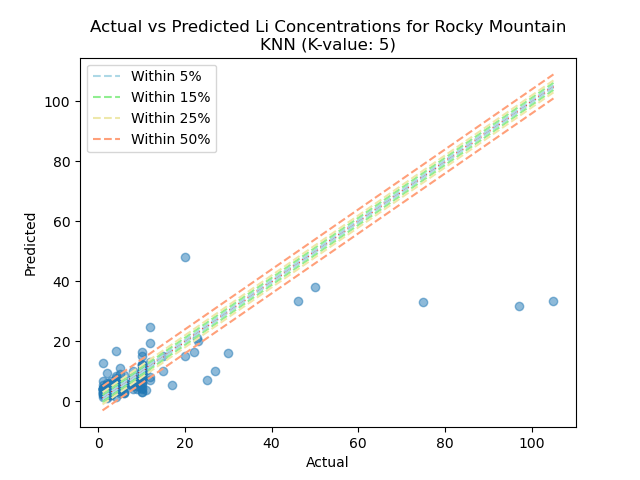 Actual vs Predicted Li Concentrations for Rocky Mountain
KNN (K-value: 5)
Within 5%
Within 15%
Within 25%
Within 50%
Predicted
100
80
60
40
20
0
0 20 40 60 80 100
Actual